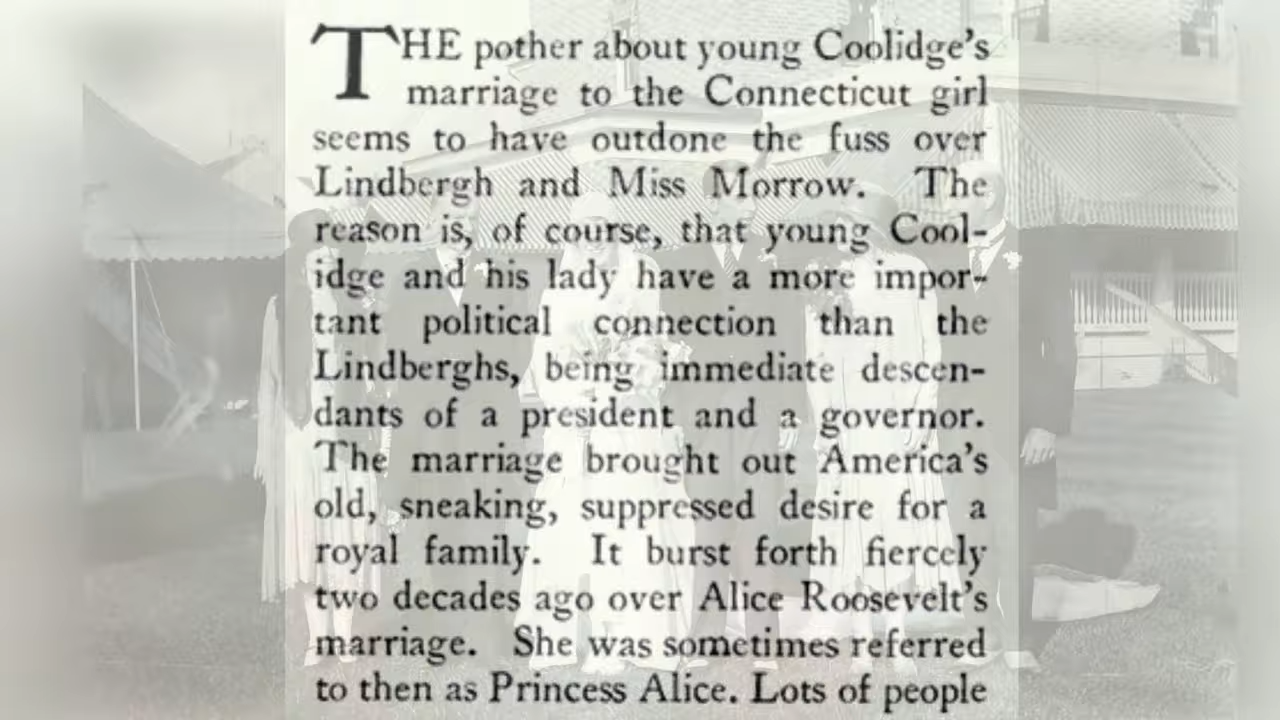 THE pother about young Coolidge's
marriage to the Connecticut girl
seems to have outdone the fuss over
Lindbergh and Miss Morrow. The
reason is, of course, that young Cool-
idge and his lady have a more impor-
tant political connection than the
Lindberghs, being immediate descen-
dants of a president and a governor.
The marriage brought out America's
old, sneaking, suppressed desire for a
royal family. It burst forth fiercely
two decades ago over Alice Roosevelt's
marriage. She was sometimes referred
to then as Princess Alice. Lots of people